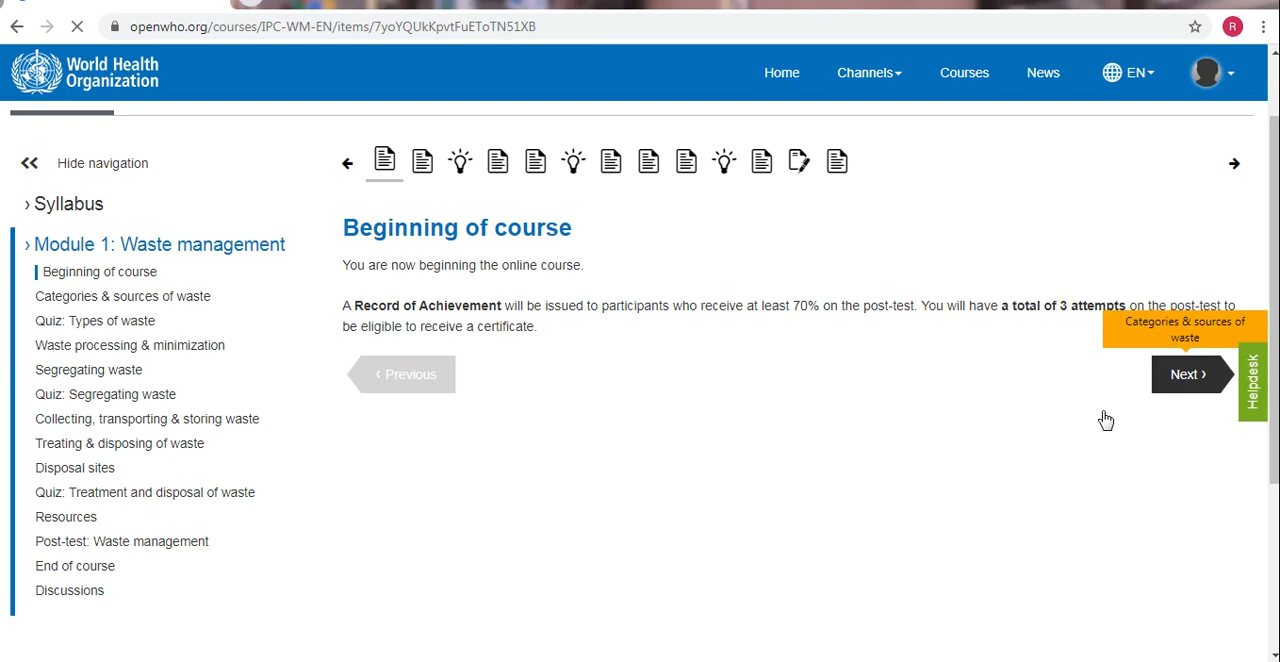 openwho.org/courses/IPC-WM-EN/items/7yoYQUkKpvtFuEToTN51XB
R
World Health
Organization
Home
Channels
Courses
News
EN
Hide navigation
› Syllabus
› Module 1: Waste management
Beginning of course
Categories & sources of waste
Quiz: Types of waste
Waste processing & minimization
Segregating waste
Quiz: Segregating waste
Collecting, transporting & storing waste
Treating & disposing of waste
Disposal sites
Quiz: Treatment and disposal of waste
Resources
Post-test: Waste management
End of course
Discussions
Beginning of course
You are now beginning the online course.
A Record of Achievement will be issued to participants who receive at least 70% on the post-test. You will have a total of 3 attempts on the post-test to
be eligible to receive a certificate.
Categories & sources of
waste
‹ Previous
Next ›
Helpdesk